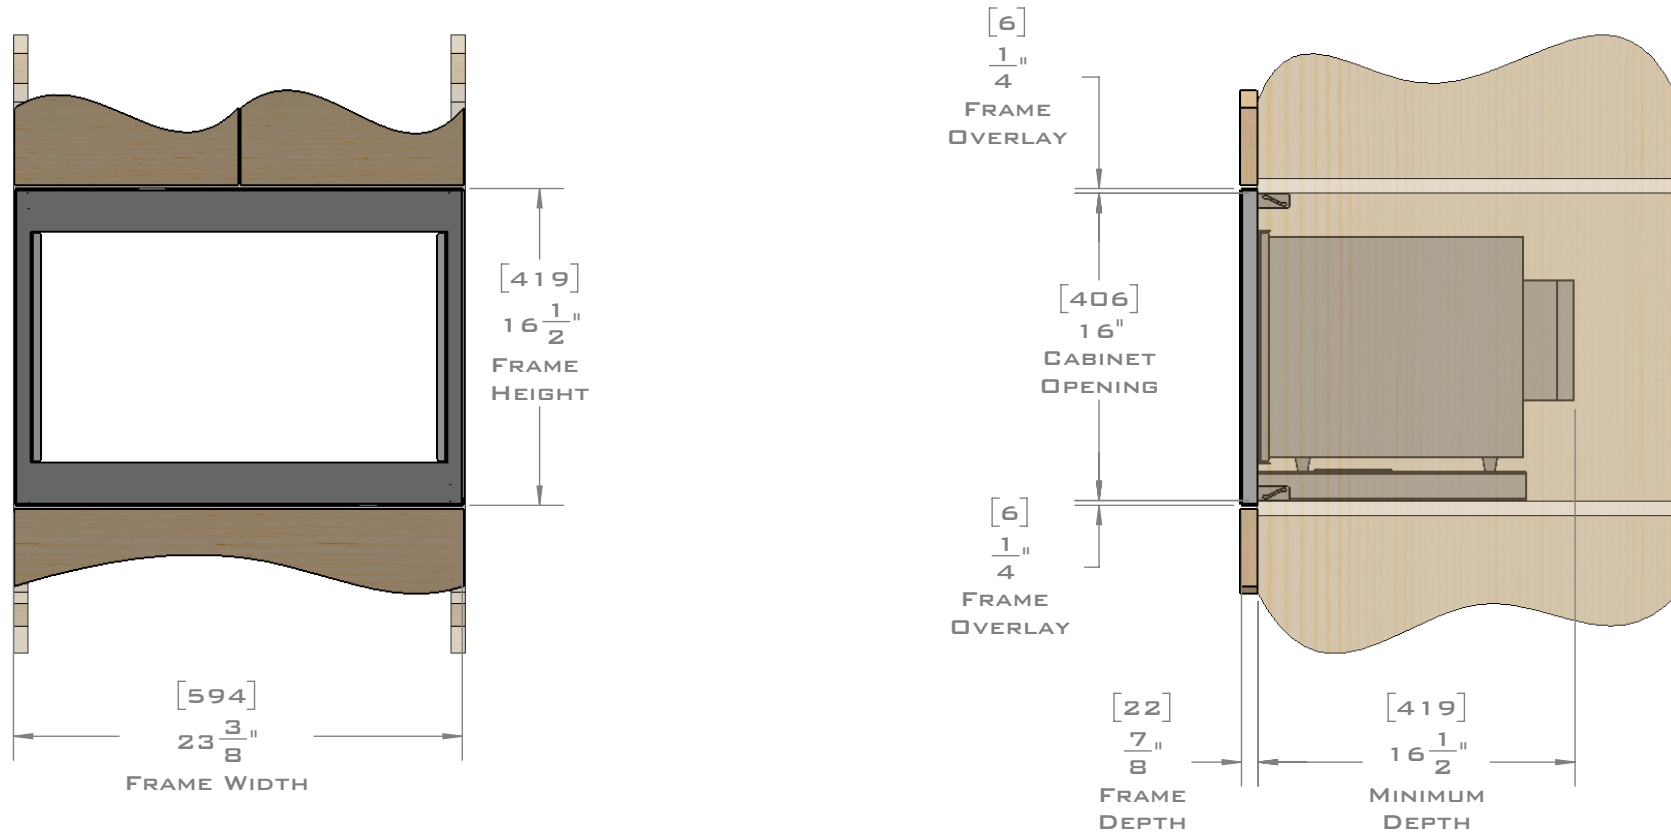 [419]
16 1/2"
FRAME
HEIGHT
[594]
23 3/8"
FRAME WIDTH
[6]
1/4"
FRAME
OVERLAY
[406]
16"
CABINET
OPENING
[6]
1/4"
FRAME
OVERLAY
[22]
7/8"
FRAME
DEPTH
[419]
16 1/2"
MINIMUM
DEPTH